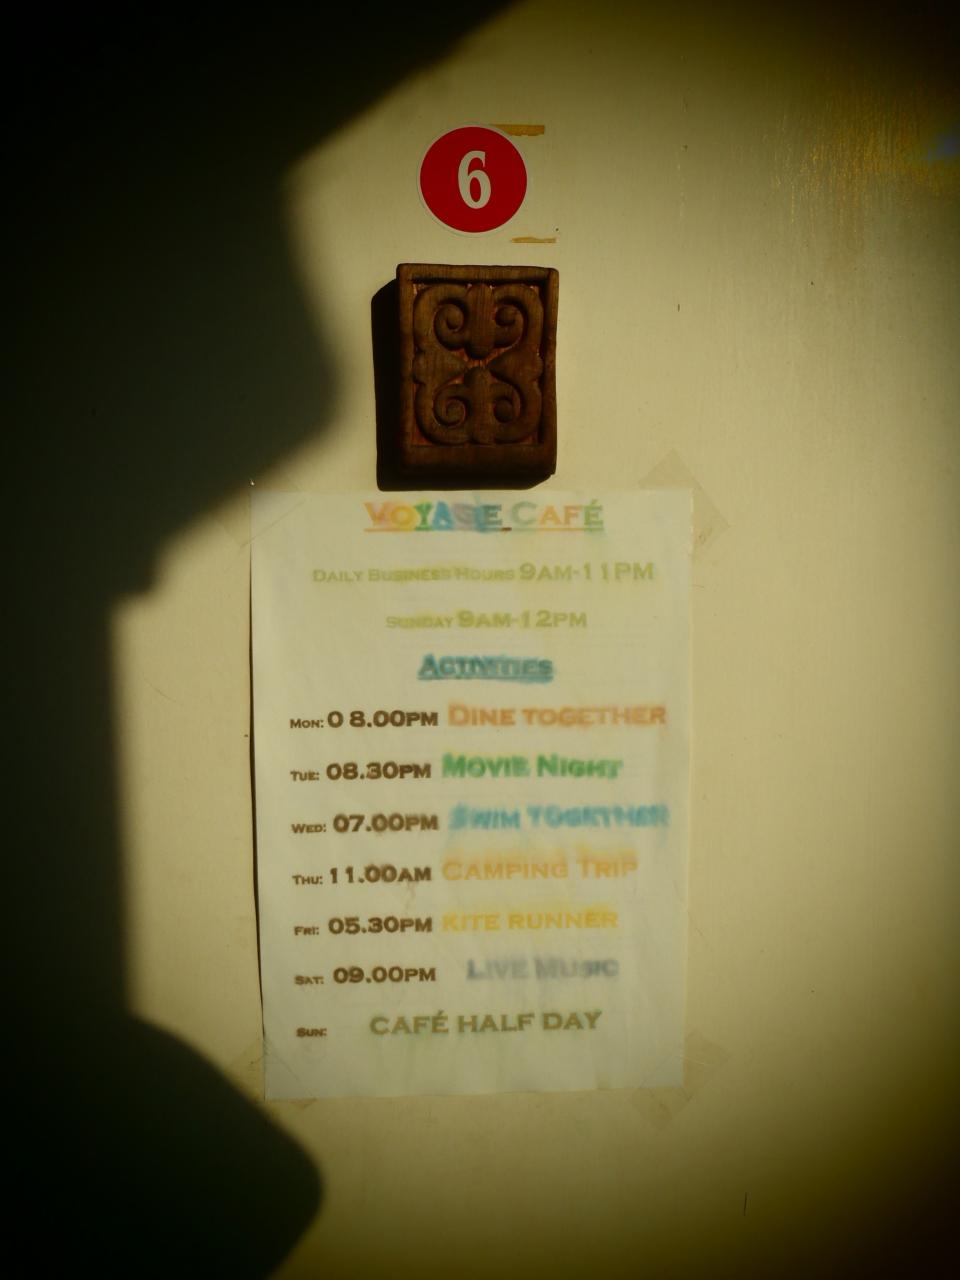 6
VOYAGE CAFÉ
DAILY BUSINESS HOURS 9AM-11PM
SUNDAY 9AM-12PM
ACTIVITIES
MON: 0 8.00PM DINE TOGETHER
TUE: 08.30PM MOVIE NIGHT
WED: 07.00PM SWIM TOGETHER
THU: 11.00AM CAMPING TRIP
FRI: 05.30PM KITE RUNNER
SAT: 09.00PM LIVE MUSIC
SUN: CAFÉ HALF DAY